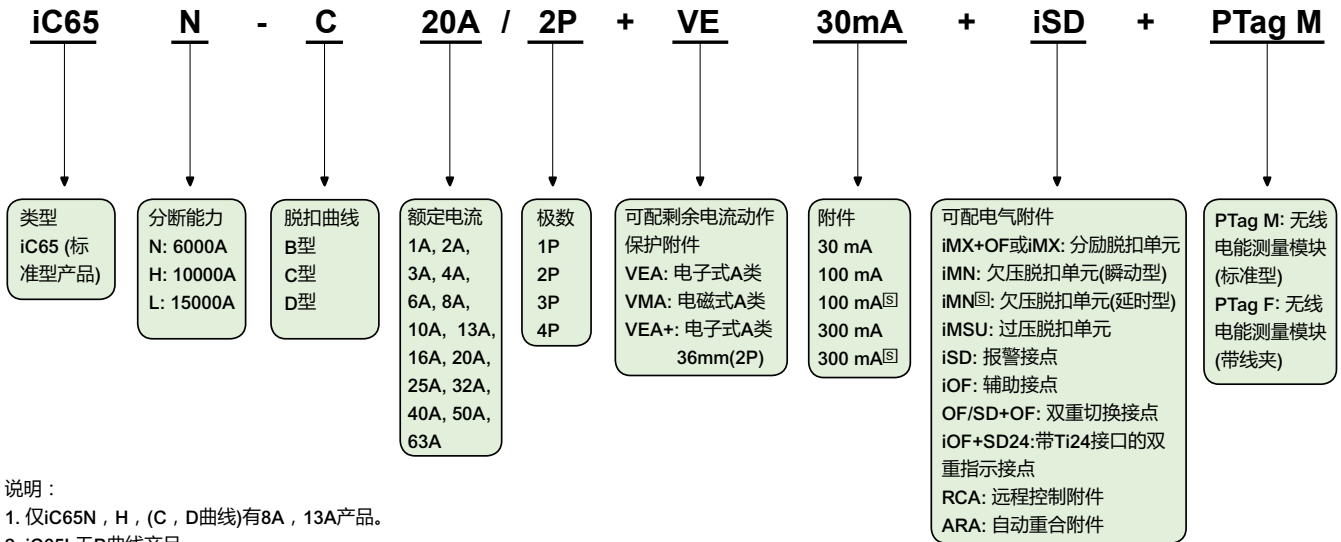 iC65 N - C 20A / 2P + VE 30mA + iSD + PTag M
类型
iC65 (标
准型产品)
分断能力
N: 6000A
H: 10000A
L: 15000A
脱扣曲线
B型
C型
D型
额定电流
1A, 2A,
3A, 4A,
6A, 8A,
10A, 13A,
16A, 20A,
25A, 32A,
40A, 50A,
63A
极数
1P
2P
3P
4P
可配剩余电流动作
保护附件
VEA: 电子式A类
VMA: 电磁式A类
VEA+: 电子式A类
36mm(2P)
附件
30 mA
100 mA
100 mA🅂
300 mA
300 mA🅂
可配电气附件
iMX+OF或iMX: 分励脱扣单元
iMN: 欠压脱扣单元(瞬动型)
iMN🅂: 欠压脱扣单元(延时型)
iMSU: 过压脱扣单元
iSD: 报警接点
iOF: 辅助接点
OF/SD+OF: 双重切换接点
iOF+SD24:带Ti24接口的双
重指示接点
RCA: 远程控制附件
ARA: 自动重合附件
PTag M: 无线
电能测量模块
(标准型)
PTag F: 无线
电能测量模块
(带线夹)
说明：
1. 仅iC65N，H，(C，D曲线)有8A，13A产品。